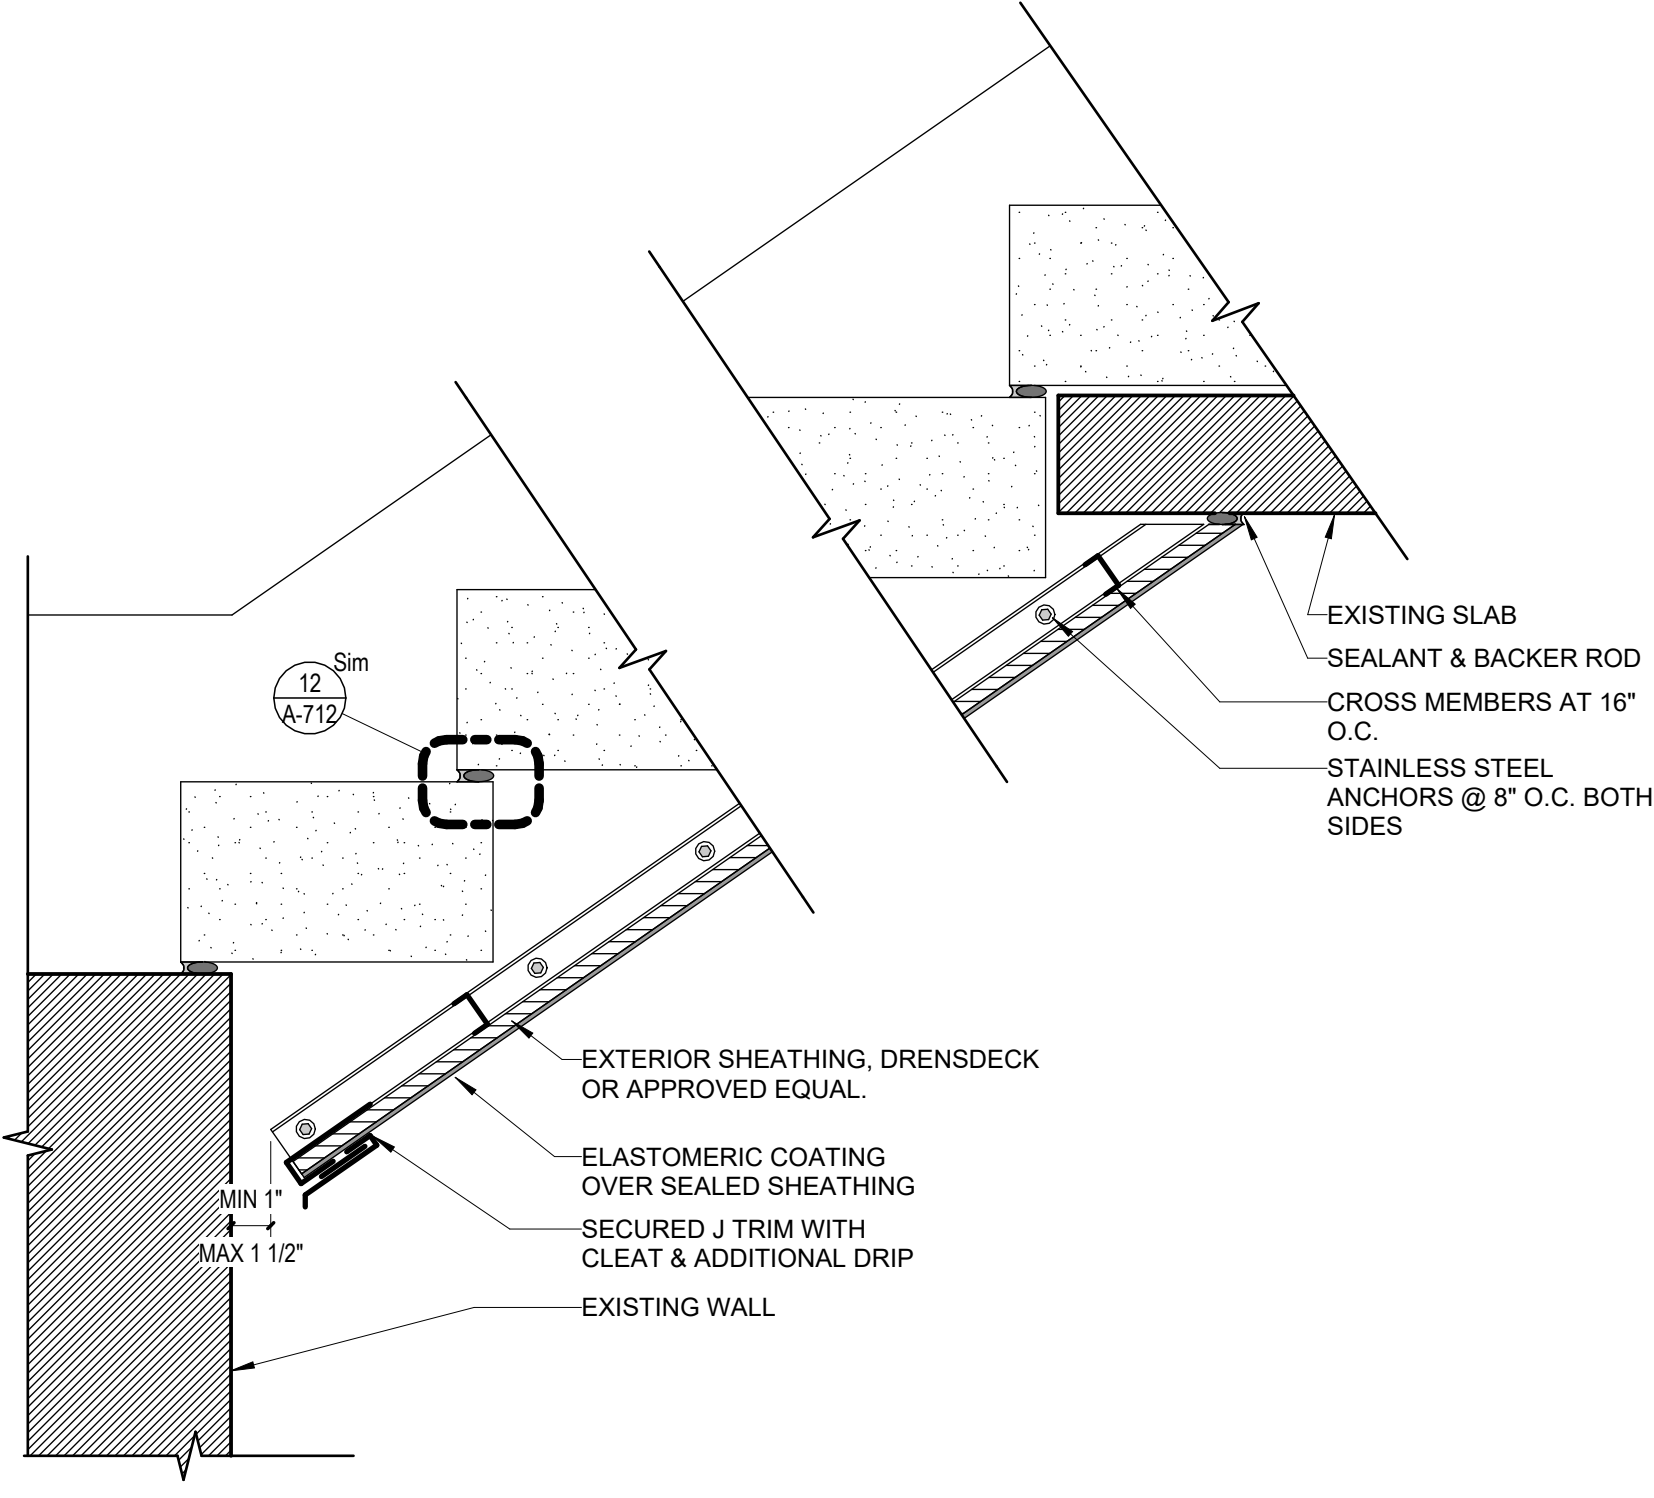 Sim
12
A-712
EXISTING SLAB
SEALANT & BACKER ROD
CROSS MEMBERS AT 16"
O.C.
STAINLESS STEEL
ANCHORS @ 8" O.C. BOTH
SIDES
EXTERIOR SHEATHING, DRENSDECK
OR APPROVED EQUAL.
ELASTOMERIC COATING
OVER SEALED SHEATHING
MIN 1"
MAX 1 1/2"
SECURED J TRIM WITH
CLEAT & ADDITIONAL DRIP
EXISTING WALL